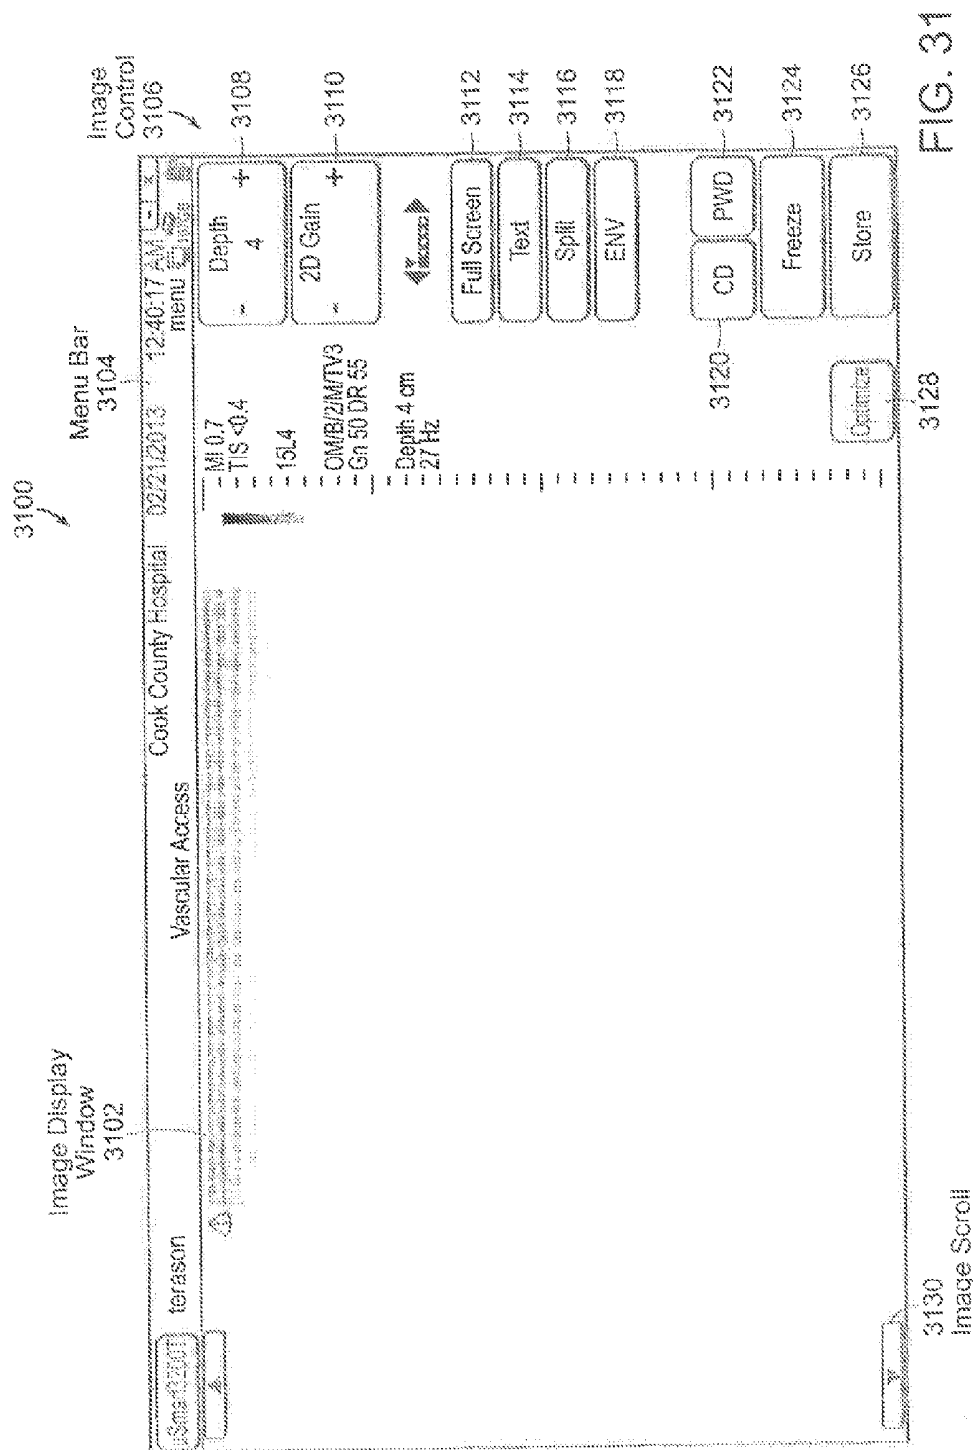 3100
Image Display
Window
3102
Menu Bar
3104
Image
Control
3106
terason
Vascular Access
Cook County Hospital
02/21/2013
12:40:17 AM
menu
MI 0.7
TIS <0.4
15L4
OM/B/2/M/TV3
Gn 50 DR 55
Depth 4 cm
27 Hz
Depth
- 4 +
3108
2D Gain
- +
3110
Full Screen
3112
Text
3114
Split
3116
ENV
3118
CD
3120
PWD
3122
Freeze
3124
Store
3126
Optimize
3128
3130
Image Scroll
FIG. 31